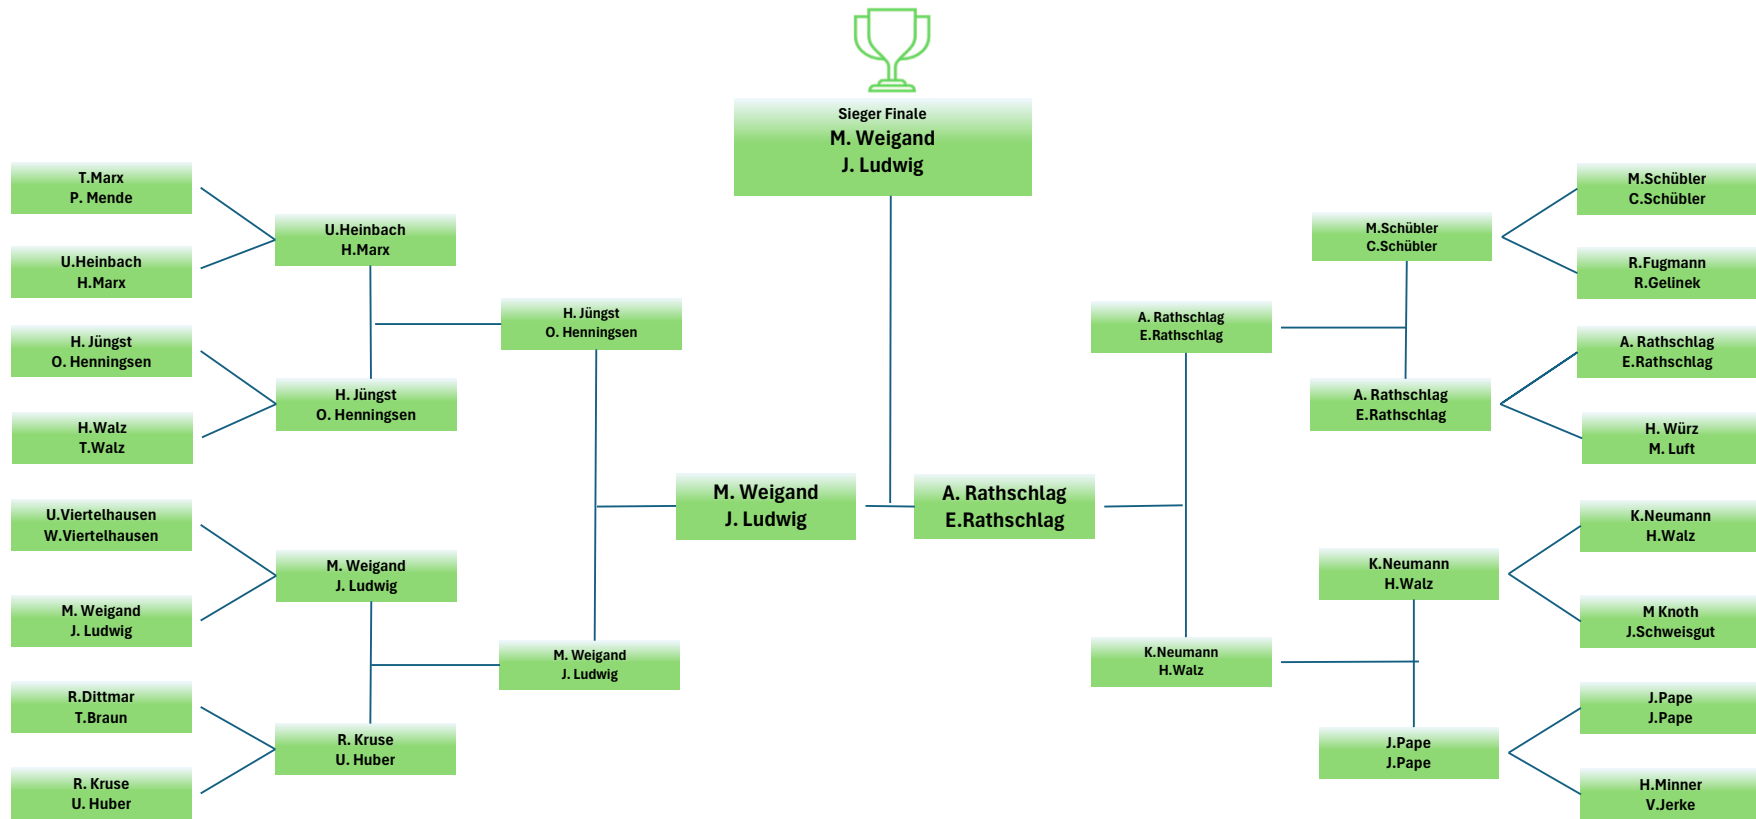 Sieger Finale
M. Weigand
J. Ludwig
T.Marx
P. Mende
U.Heinbach
H.Marx
H. Jüngst
O. Henningsen
H.Walz
T.Walz
U.Viertelhausen
W.Viertelhausen
M. Weigand
J. Ludwig
R.Dittmar
T.Braun
R. Kruse
U. Huber
U.Heinbach
H.Marx
H. Jüngst
O. Henningsen
M. Weigand
J. Ludwig
R. Kruse
U. Huber
H. Jüngst
O. Henningsen
M. Weigand
J. Ludwig
M. Weigand
J. Ludwig
A. Rathschlag
E.Rathschlag
A. Rathschlag
E.Rathschlag
K.Neumann
H.Walz
M.Schübler
C.Schübler
A. Rathschlag
E.Rathschlag
K.Neumann
H.Walz
J.Pape
J.Pape
M.Schübler
C.Schübler
R.Fugmann
R.Gelinek
A. Rathschlag
E.Rathschlag
H. Würz
M. Luft
K.Neumann
H.Walz
M Knoth
J.Schweisgut
J.Pape
J.Pape
H.Minner
V.Jerke